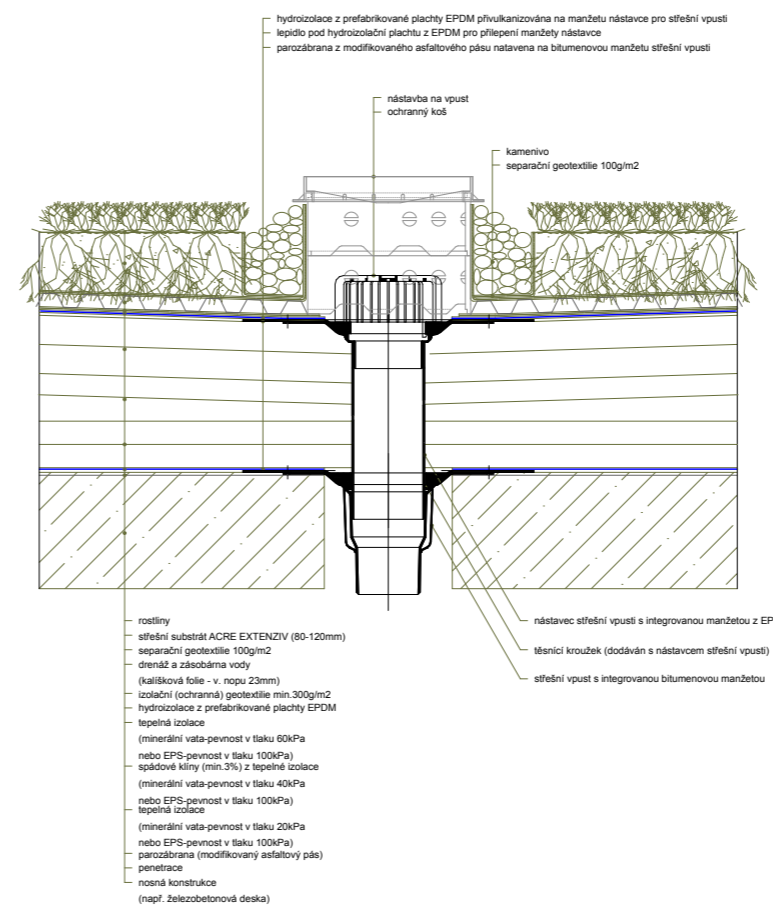 hydroizolace z prefabrikované plachty EPDM přivulkanizována na manžetu nástavce pro střešní vpusti
lepidlo pod hydroizolační plachtu z EPDM pro přilepení manžety nástavce
parozábrana z modifikovaného asfaltového pásu natavena na bitumenovou manžetu střešní vpusti
nástavba na vpust
ochranný koš
kamenivo
separační geotextilie 100g/m2
nástavec střešní vpusti s integrovanou manžetou z EP
těsnící kroužek (dodáván s nástavcem střešní vpusti)
střešní vpust s integrovanou bitumenovou manžetou
rostliny
střešní substrát ACRE EXTENZIV (80-120mm)
separační geotextilie 100g/m2
drenáž a zásobárna vody
(kalíšková folie - v. nopu 23mm)
izolační (ochranná) geotextilie min.300g/m2
hydroizolace z prefabrikované plachty EPDM
tepelná izolace
(minerální vata-pevnost v tlaku 60kPa
nebo EPS-pevnost v tlaku 100kPa)
spádové klíny (min.3%) z tepelné izolace
(minerální vata-pevnost v tlaku 40kPa
nebo EPS-pevnost v tlaku 100kPa)
tepelná izolace
(minerální vata-pevnost v tlaku 20kPa
nebo EPS-pevnost v tlaku 100kPa)
parozábrana (modifikovaný asfaltový pás)
penetrace
nosná konstrukce
(např. železobetonová deska)